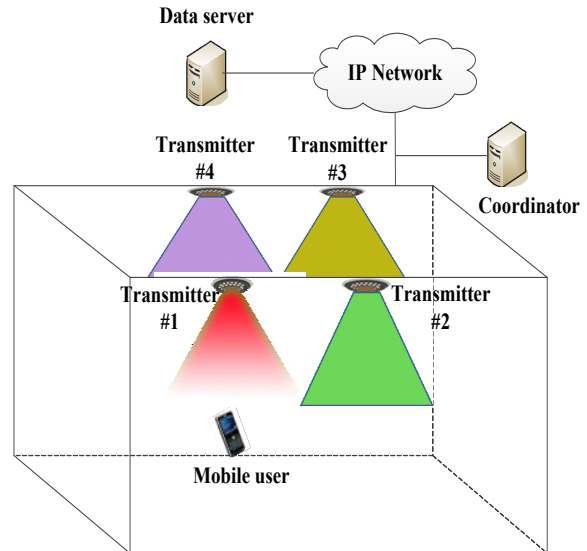 Data server
IP Network
Transmitter
#4
Transmitter
#3
Coordinator
Transmitter
#1
Transmitter
#2
Mobile user